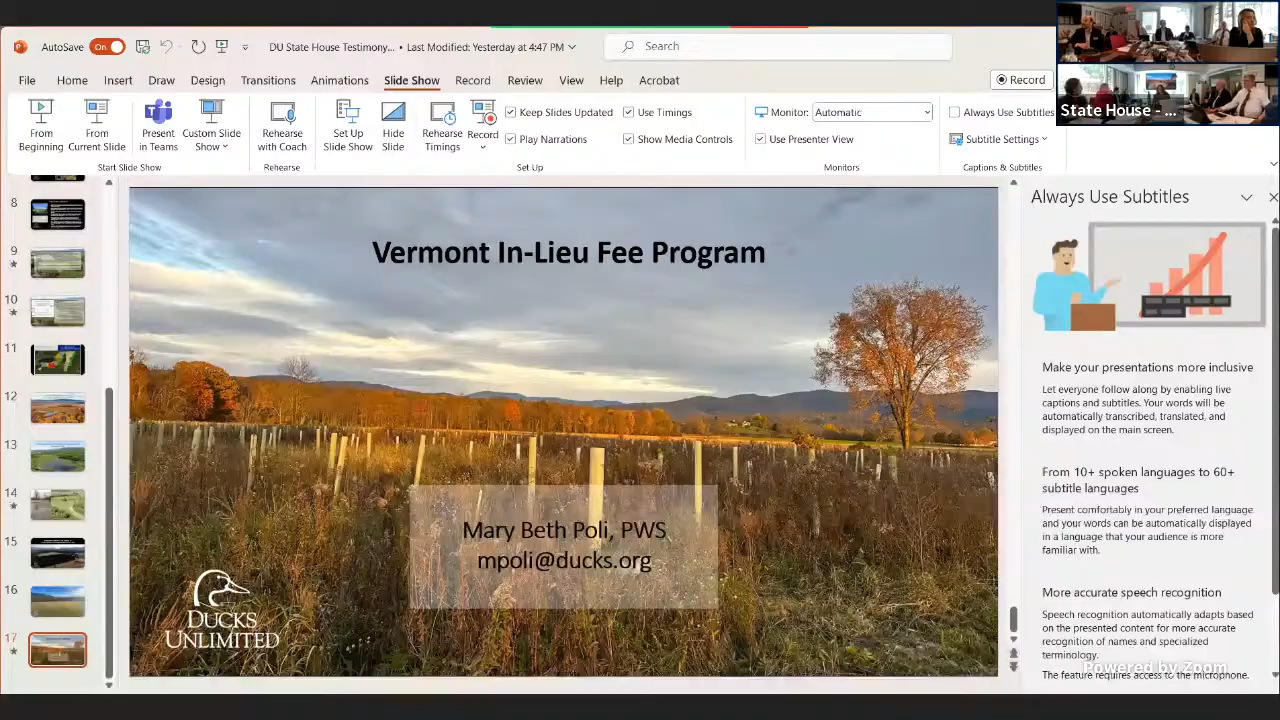 AutoSave On DU State House Testimony... • Last Modified: Yesterday at 4:47 PM Search
File Home Insert Draw Design Transitions Animations Slide Show Record Review View Help Acrobat Record
From Beginning
From Current Slide
Present in Teams
Custom Slide Show
Start Slide Show
Rehearse with Coach
Rehearse
Set Up Slide Show
Hide Slide
Rehearse Timings
Record
Keep Slides Updated
Use Timings
Play Narrations
Show Media Controls
Set Up
Monitor: Automatic
Use Presenter View
Monitors
Always Use Subtitles
Subtitle Settings
Captions & Subtitles
State House - ...
8
9
10
11
12
13
14
15
16
17
Vermont In-Lieu Fee Program
Mary Beth Poli, PWS
mpoli@ducks.org
DUCKS
UNLIMITED
Always Use Subtitles
Make your presentations more inclusive
Let everyone follow along by enabling live
captions and subtitles. Your words will be
automatically transcribed, translated, and
displayed on the main screen.
From 10+ spoken languages to 60+
subtitle languages
Present comfortably in your preferred language
and your words can be automatically displayed
in a language that your audience is more
familiar with.
More accurate speech recognition
Speech recognition automatically adapts based
on the presented content for more accurate
recognition of names and specialized
terminology.
Powered by Zoom
The feature requires access to the microphone.